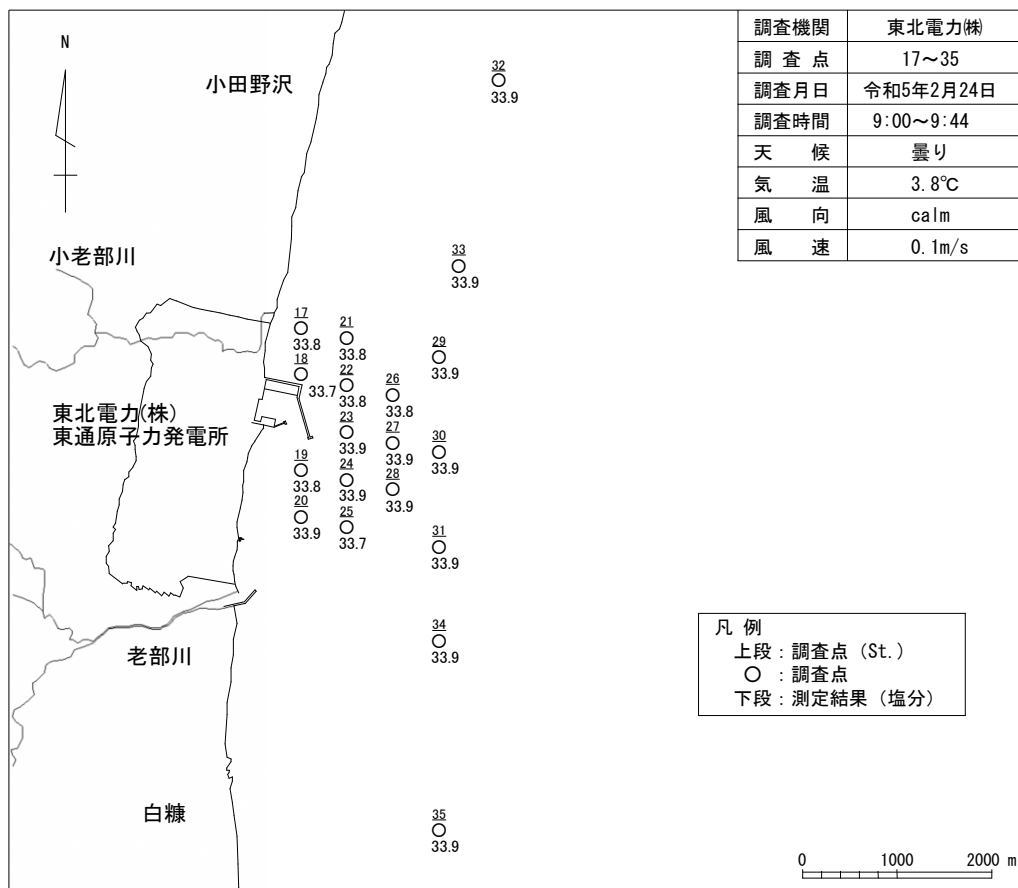 調査機関 東北電力㈱
調査点 17～35
調査月日 令和5年2月24日
調査時間 9:00～9:44
天候 曇り
気温 3.8℃
風向 calm
風速 0.1m/s
N
小田野沢
32
33.9
小老部川
33
33.9
17
33.8
21
33.8
29
33.9
18
33.7
22
33.8
26
33.8
東北電力(株)
東通原子力発電所
23
33.9
27
33.9
30
33.9
19
33.8
24
33.9
28
33.9
20
33.9
25
33.7
31
33.9
34
33.9
老部川
凡 例
上段：調査点（St.）
○ ：調査点
下段：測定結果（塩分）
白糠
35
33.9
0 1000 2000 m